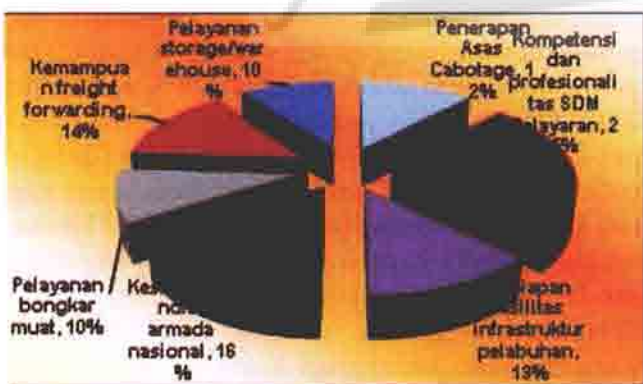 Pelayanan
storage/war
ehouse, 10
%
Penerapan
Asas
Cabotage, 1
2%
Kompetensi
dan
profesionali
tas SDM
2
Kemampua
n freight
forwarding,
14%
Pelayanan
bongkar
muat, 10%
armada
nasional, 16
%
infrastruktur
pelabuhan,
13%